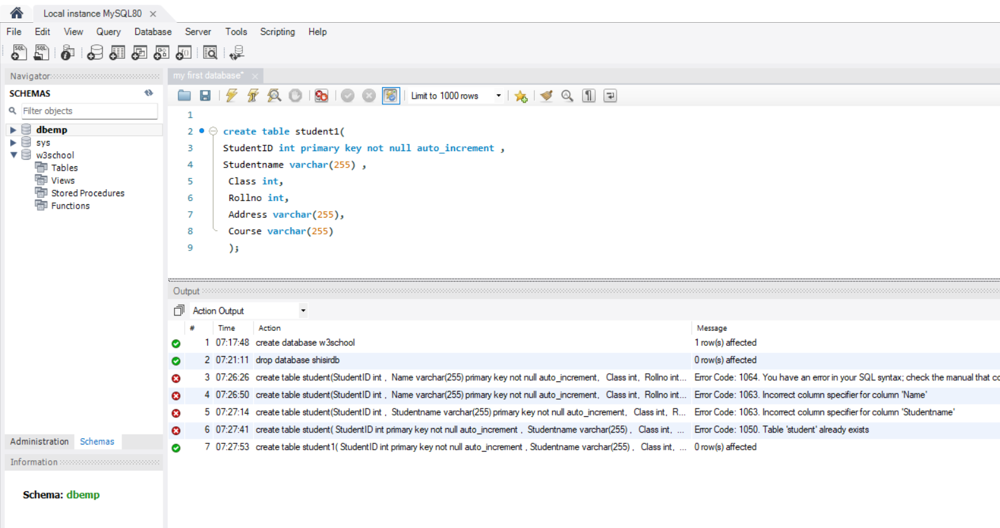 Local instance MySQL80
File Edit View Query Database Server Tools Scripting Help
Navigator
SCHEMAS
Filter objects
dbemp
sys
w3school
Tables
Views
Stored Procedures
Functions
Administration Schemas
Information
Schema: dbemp
my first database*
Limit to 1000 rows
1
2 create table student1(
3 StudentID int primary key not null auto_increment ,
4 Studentname varchar(255) ,
5 Class int,
6 Rollno int,
7 Address varchar(255),
8 Course varchar(255)
9 );
Output
Action Output
# Time Action Message
1 07:17:48 create database w3school 1 row(s) affected
2 07:21:11 drop database shisirdb 0 row(s) affected
3 07:26:26 create table student(StudentID int , Name varchar(255) primary key not null auto_increment, Class int, Rollno int... Error Code: 1064. You have an error in your SQL syntax; check the manual that co
4 07:26:50 create table student(StudentID int , Name varchar(255) primary key not null auto_increment, Class int, Rollno int... Error Code: 1063. Incorrect column specifier for column 'Name'
5 07:27:14 create table student(StudentID int , Studentname varchar(255) primary key not null auto_increment, Class int, R... Error Code: 1063. Incorrect column specifier for column 'Studentname'
6 07:27:41 create table student( StudentID int primary key not null auto_increment , Studentname varchar(255) , Class int, ... Error Code: 1050. Table 'student' already exists
7 07:27:53 create table student1( StudentID int primary key not null auto_increment , Studentname varchar(255) , Class int, ... 0 row(s) affected